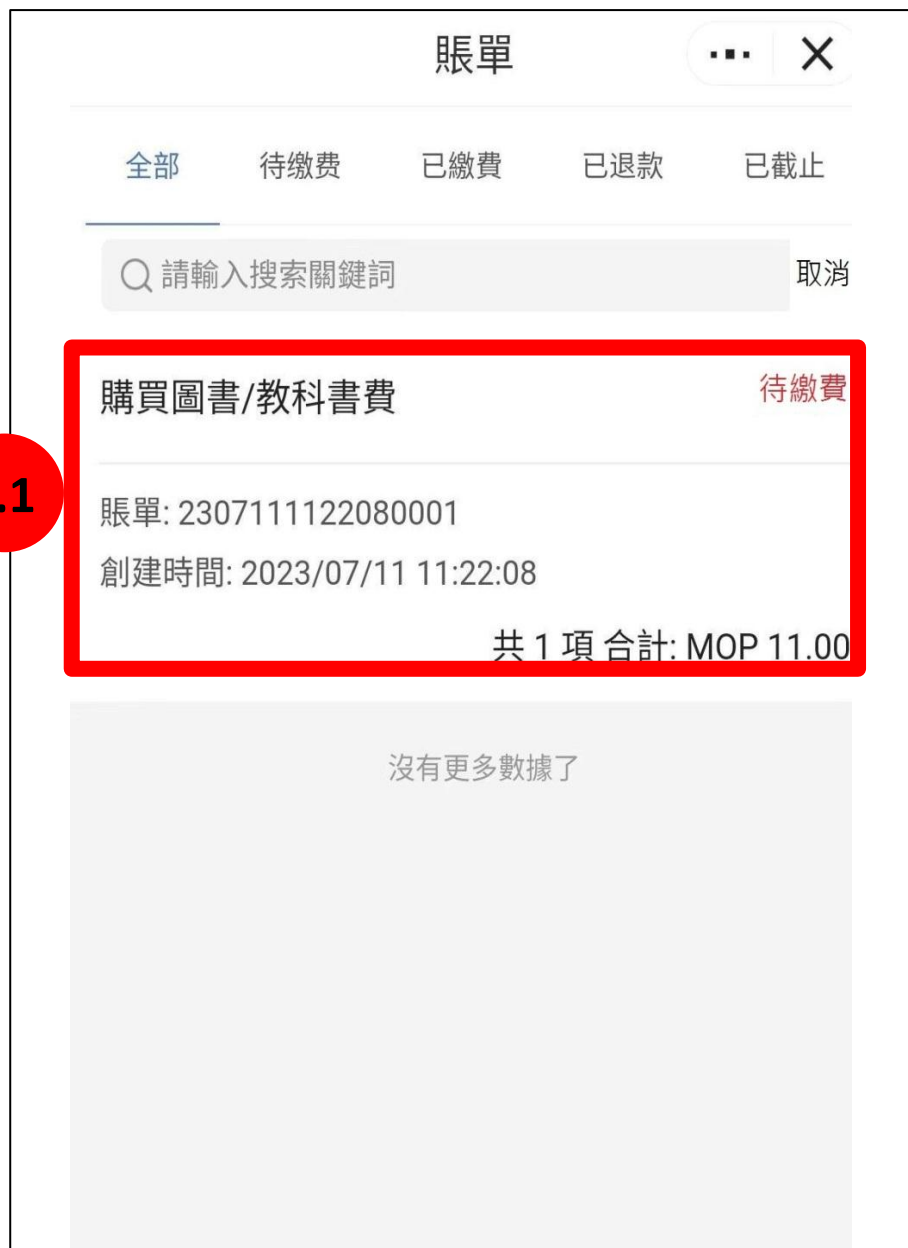 賬單
全部 待缴费 已繳費 已退款 已截止
請輸入搜索關鍵詞 取消
購買圖書/教科書費 待繳費
.1
賬單: 2307111122080001
創建時間: 2023/07/11 11:22:08
共 1 項 合計: MOP 11.00
沒有更多數據了